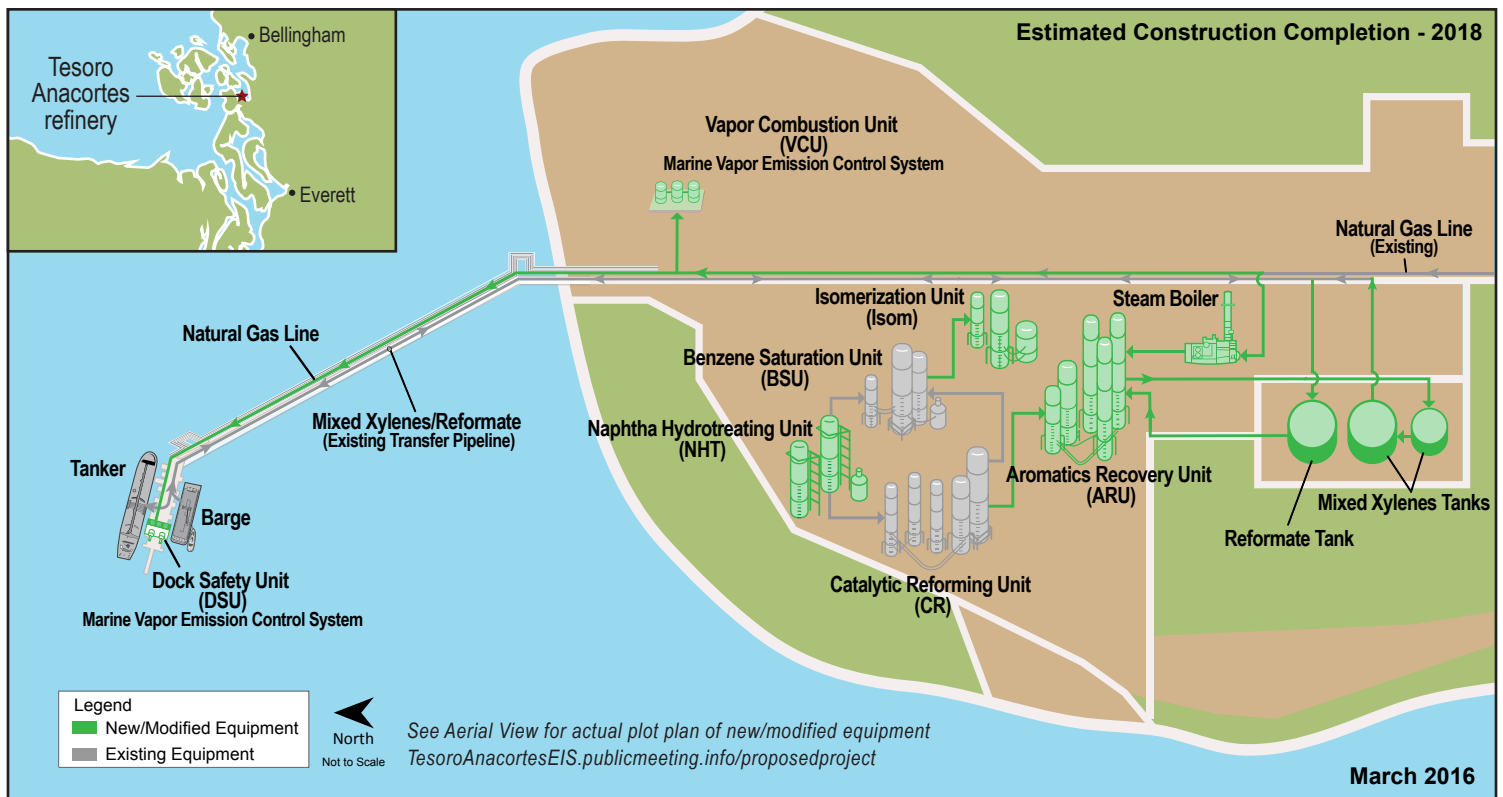 Bellingham
Tesoro
Anacortes
refinery
Everett
Estimated Construction Completion - 2018
Vapor Combustion Unit
(VCU)
Marine Vapor Emission Control System
Natural Gas Line
(Existing)
Isomerization Unit
(Isom)
Steam Boiler
Natural Gas Line
Benzene Saturation Unit
(BSU)
Mixed Xylenes/Reformate
(Existing Transfer Pipeline)
Naphtha Hydrotreating Unit
(NHT)
Tanker
Aromatics Recovery Unit
(ARU)
Mixed Xylenes Tanks
Barge
Reformate Tank
Dock Safety Unit
(DSU)
Marine Vapor Emission Control System
Catalytic Reforming Unit
(CR)
Legend
New/Modified Equipment
Existing Equipment
North
Not to Scale
See Aerial View for actual plot plan of new/modified equipment
TesoroAnacortesEIS.publicmeeting.info/proposedproject
March 2016